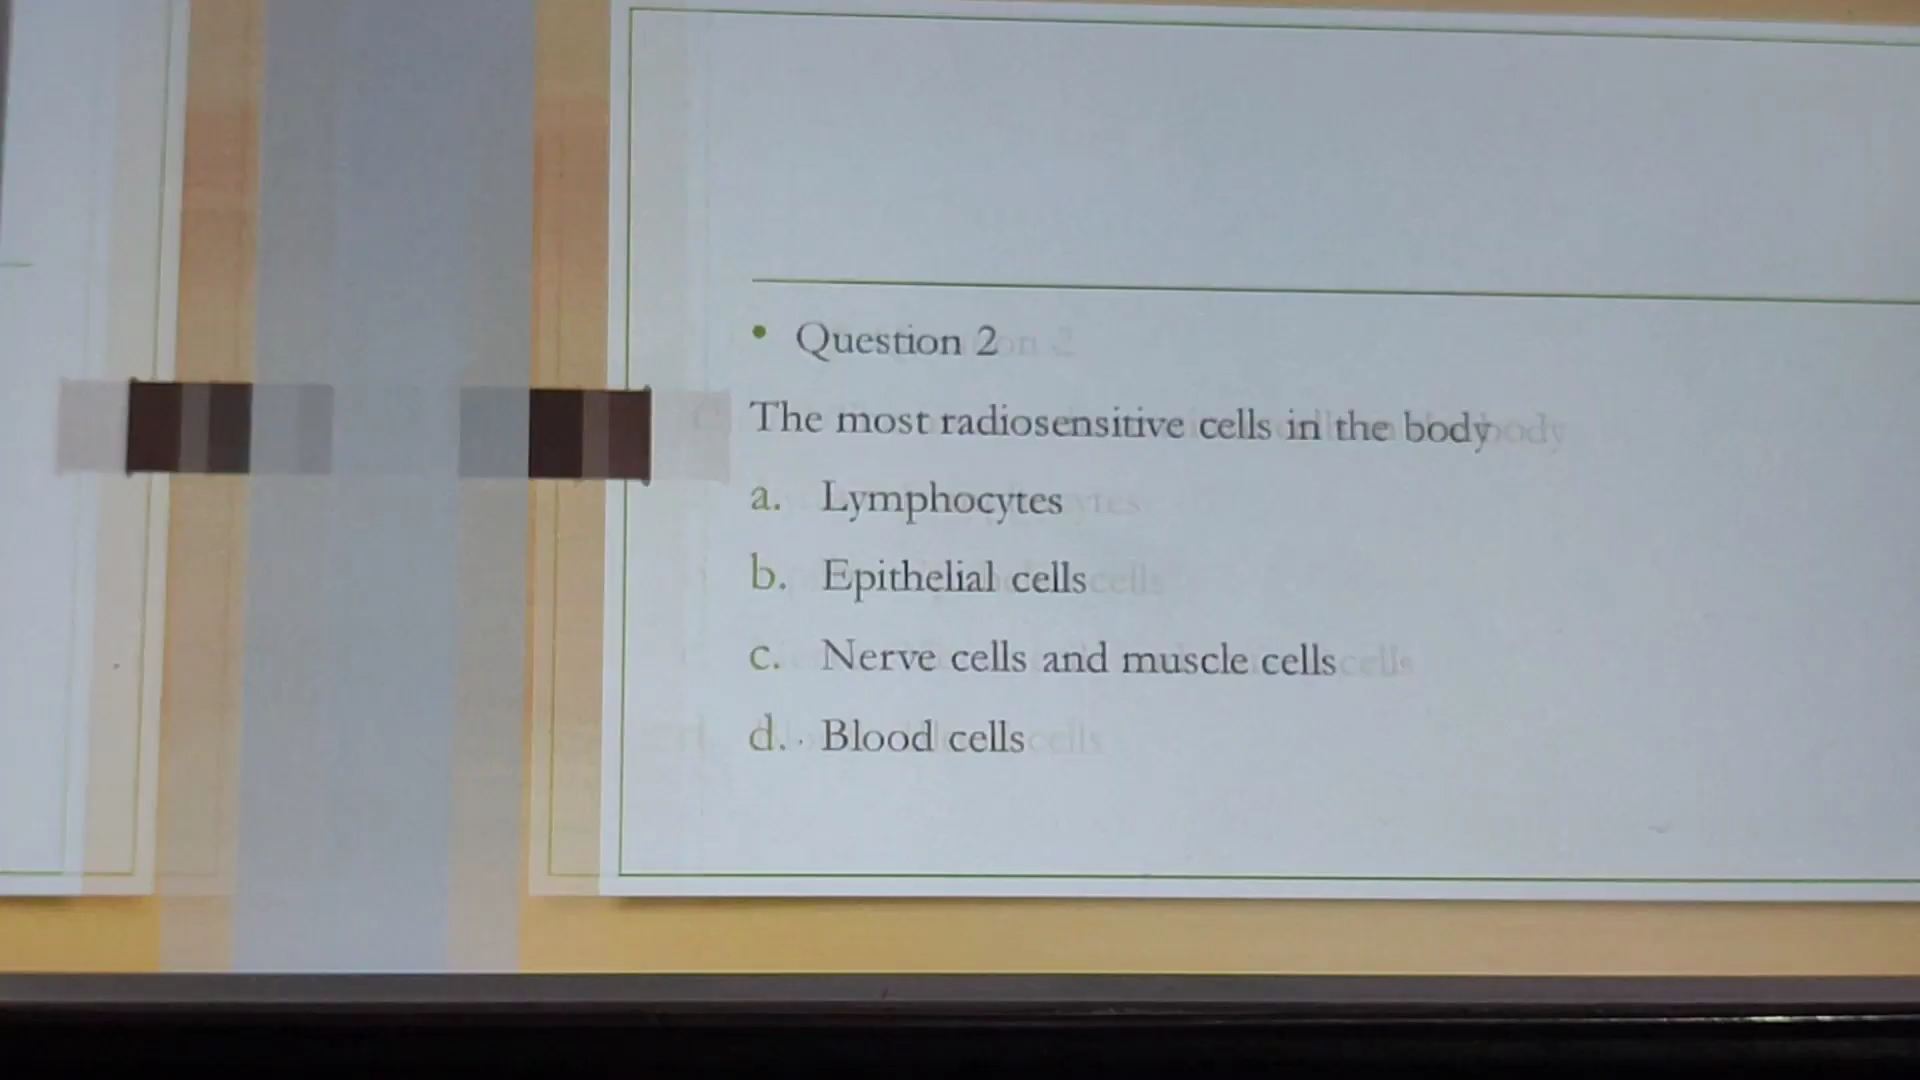 • Question 2
The most radiosensitive cells in the body
a. Lymphocytes
b. Epithelial cells
c. Nerve cells and muscle cells
d. Blood cells